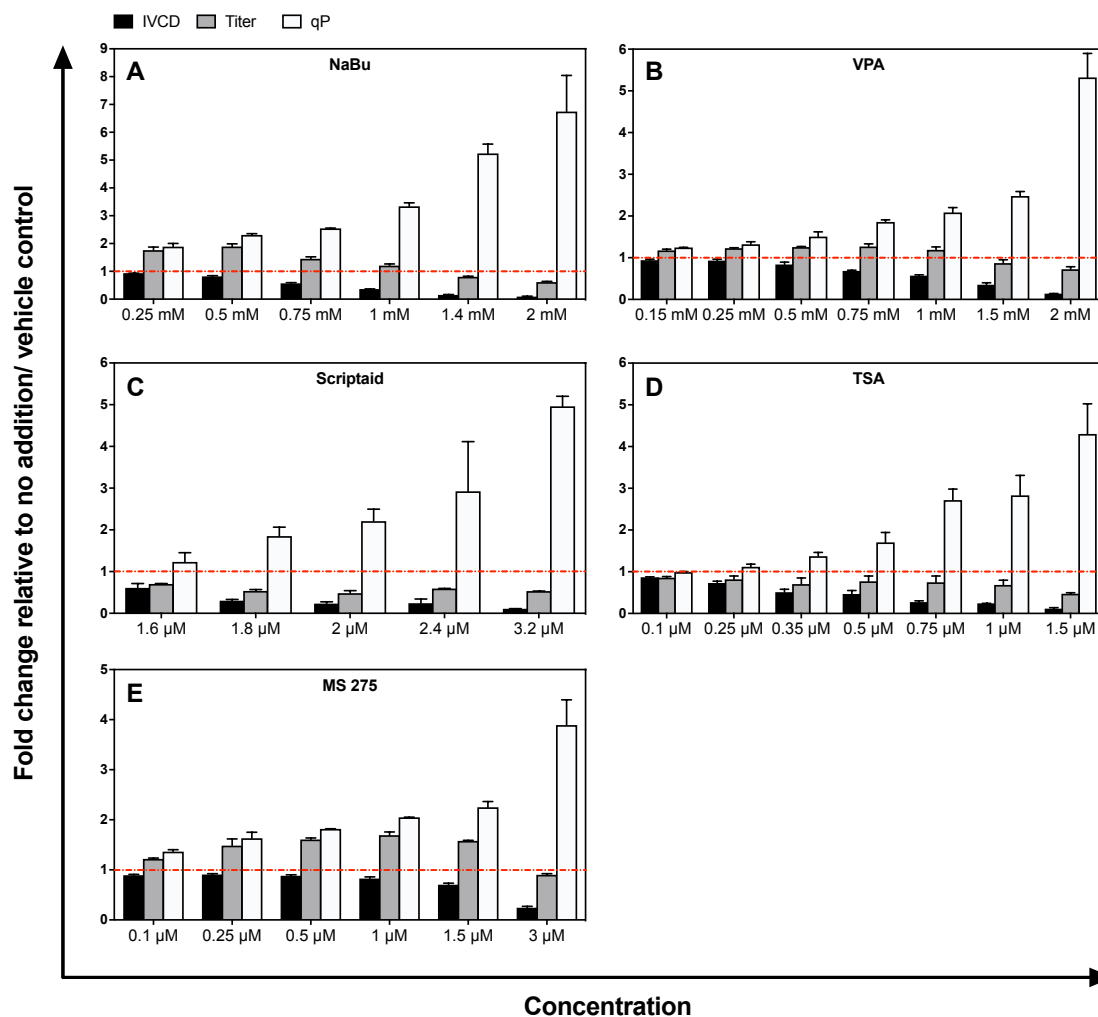 IVCD Titer qP
A NaBu
9
8
7
6
5
4
3
2
1
0
0.25 mM 0.5 mM 0.75 mM 1 mM 1.4 mM 2 mM
B VPA
6
5
4
3
2
1
0
0.15 mM 0.25 mM 0.5 mM 0.75 mM 1 mM 1.5 mM 2 mM
C Scriptaid
6
5
4
3
2
1
0
1.6 µM 1.8 µM 2 µM 2.4 µM 3.2 µM
D TSA
6
5
4
3
2
1
0
0.1 µM 0.25 µM 0.35 µM 0.5 µM 0.75 µM 1 µM 1.5 µM
E MS 275
5
4
3
2
1
0
0.1 µM 0.25 µM 0.5 µM 1 µM 1.5 µM 3 µM
Fold change relative to no addition/ vehicle control
Concentration